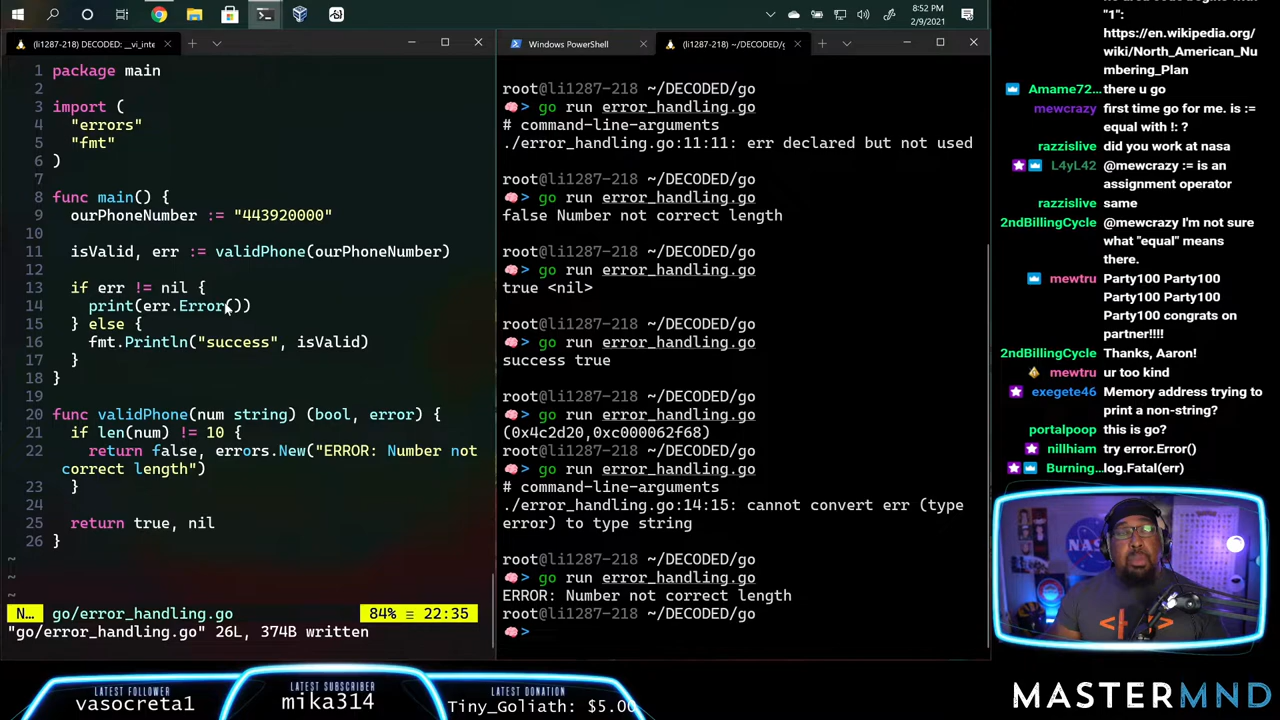 8:52 PM
2/9/2021
(li1287-218) DECODED: __vi_inte
1 package main
2
3 import (
4 "errors"
5 "fmt"
6 )
7
8 func main() {
9 ourPhoneNumber := "443920000"
10
11 isValid, err := validPhone(ourPhoneNumber)
12
13 if err != nil {
14 print(err.Error())
15 } else {
16 fmt.Println("success", isValid)
17 }
18 }
19
20 func validPhone(num string) (bool, error) {
21 if len(num) != 10 {
22 return false, errors.New("ERROR: Number not
correct length")
23 }
24
25 return true, nil
26 }
~
~
~
N… go/error_handling.go 84% ≡ 22:35
"go/error_handling.go" 26L, 374B written
Windows PowerShell
(li1287-218) ~/DECODED/g
root@li1287-218 ~/DECODED/go
> go run error_handling.go
# command-line-arguments
./error_handling.go:11:11: err declared but not used
root@li1287-218 ~/DECODED/go
> go run error_handling.go
false Number not correct length
root@li1287-218 ~/DECODED/go
> go run error_handling.go
true <nil>
root@li1287-218 ~/DECODED/go
> go run error_handling.go
success true
root@li1287-218 ~/DECODED/go
> go run error_handling.go
(0x4c2d20,0xc000062f68)
root@li1287-218 ~/DECODED/go
> go run error_handling.go
# command-line-arguments
./error_handling.go:14:15: cannot convert err (type
error) to type string
root@li1287-218 ~/DECODED/go
> go run error_handling.go
ERROR: Number not correct length
root@li1287-218 ~/DECODED/go
>
"1":
https://en.wikipedia.org/
wiki/North_American_Nu
mbering_Plan
Amame72… there u go
mewcrazy first time go for me. is :=
equal with !: ?
razzislive did you work at nasa
L4yL42 @mewcrazy := is an
assignment operator
razzislive same
2ndBillingCycle @mewcrazy I'm not sure
what "equal" means
there.
mewtru Party100 Party100
Party100 Party100
Party100 congrats on
partner!!!!
2ndBillingCycle Thanks, Aaron!
mewtru ur too kind
exegete46 Memory address trying to
print a non-string?
portalpoop this is go?
nillhiam try error.Error()
Burning… log.Fatal(err)
NASA
LATEST FOLLOWER
vasocreta1
LATEST SUBSCRIBER
mika314
LATEST DONATION
Tiny_Goliath: $5.00
MASTERMND